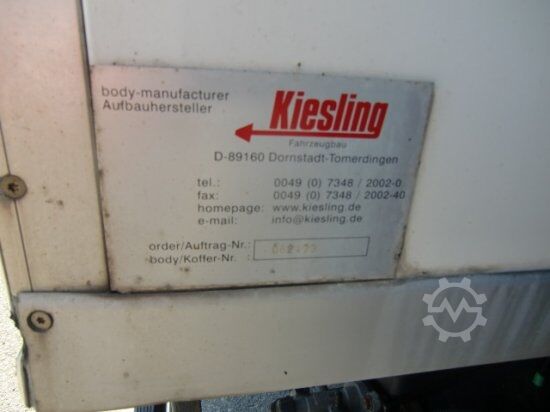 body-manufacturer
Aufbauhersteller
Kiesling
Fahrzeugbau
D-89160 Dornstadt-Tomerdingen
tel.: 0049 (0) 7348 / 2002-0
fax: 0049 (0) 7348 / 2002-40
homepage: www.kiesling.de
e-mail: info@kiesling.de
order/Auftrag-Nr.:
body/Koffer-Nr. :